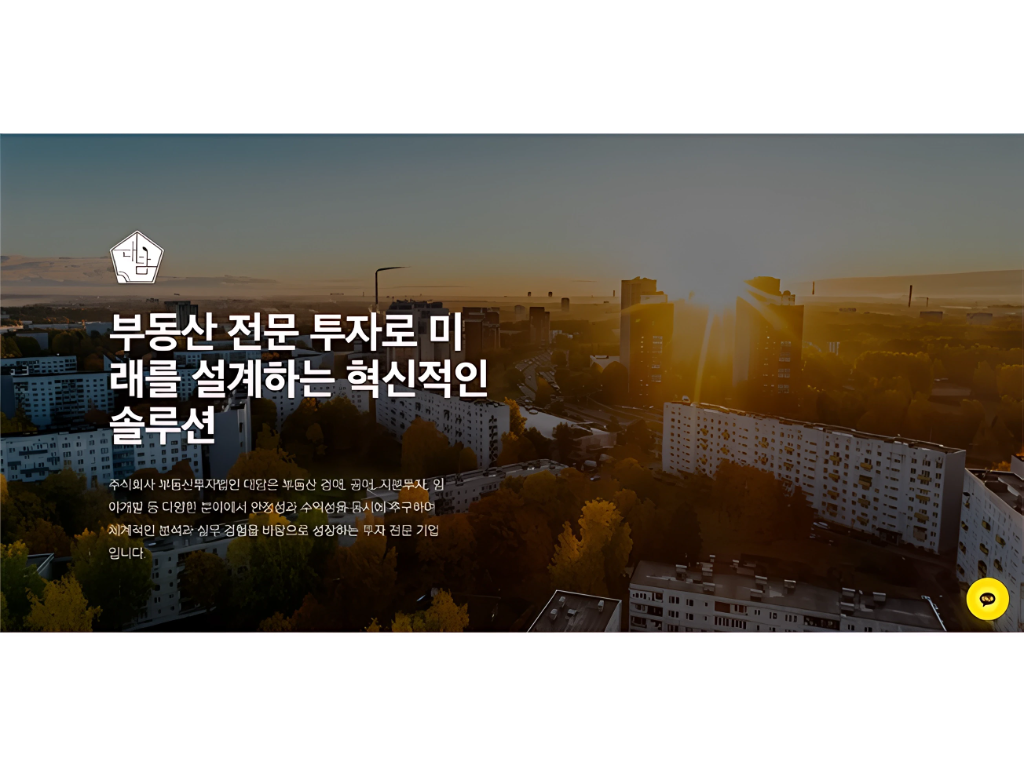 대담
부동산 전문 투자로 미
래를 설계하는 혁신적인
솔루션
주식회사 부동산투자법인 대담은 부동산 경매, 공매, 지분투자, 임
야개발 등 다양한 분야에서 안정성과 수익성을 동시에 추구하며
체계적인 분석과 실무 경험을 바탕으로 성장하는 투자 전문 기업
입니다.